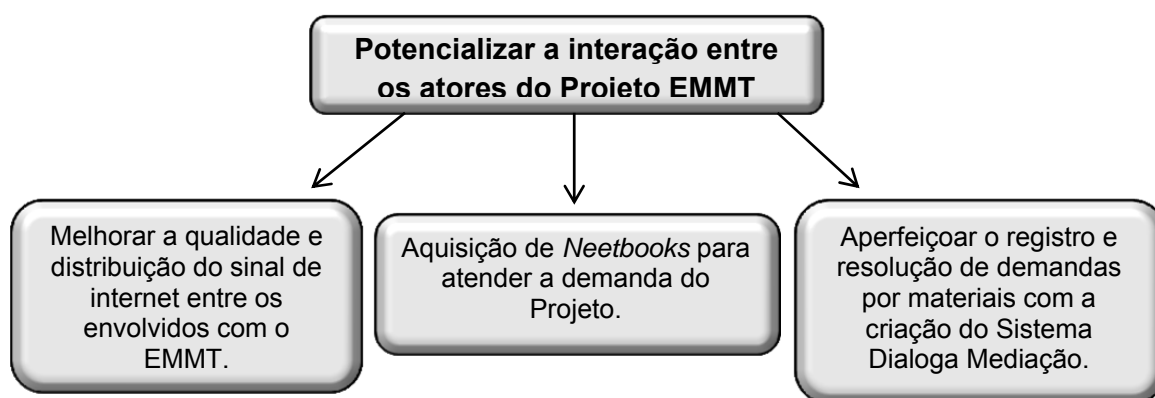 Potencializar a interação entre
os atores do Projeto EMMT
Melhorar a qualidade e
distribuição do sinal de
internet entre os
envolvidos com o
EMMT.
Aquisição de Neetbooks para
atender a demanda do
Projeto.
Aperfeiçoar o registro e
resolução de demandas
por materiais com a
criação do Sistema
Dialoga Mediação.